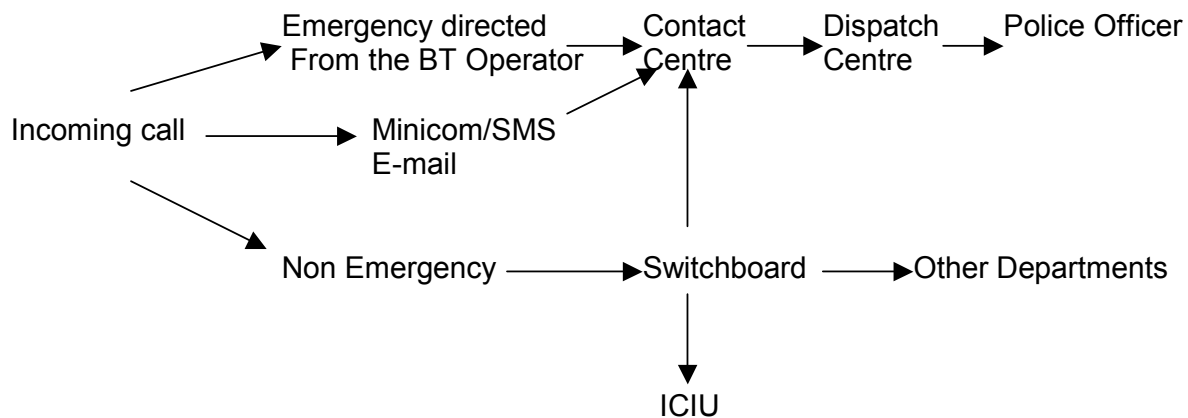 Emergency directed
From the BT Operator
Contact
Centre
Dispatch
Centre
Police Officer
Incoming call
Minicom/SMS
E-mail
Non Emergency
Switchboard
Other Departments
ICIU